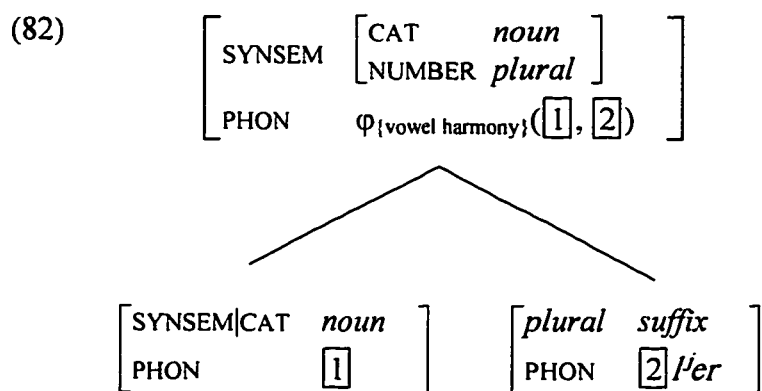 (82)
SYNSEM [CAT noun
NUMBER plural]
PHON φ{vowel harmony}([1], [2])
[SYNSEM|CAT noun [plural suffix
PHON [1]] PHON [2] lʲer]